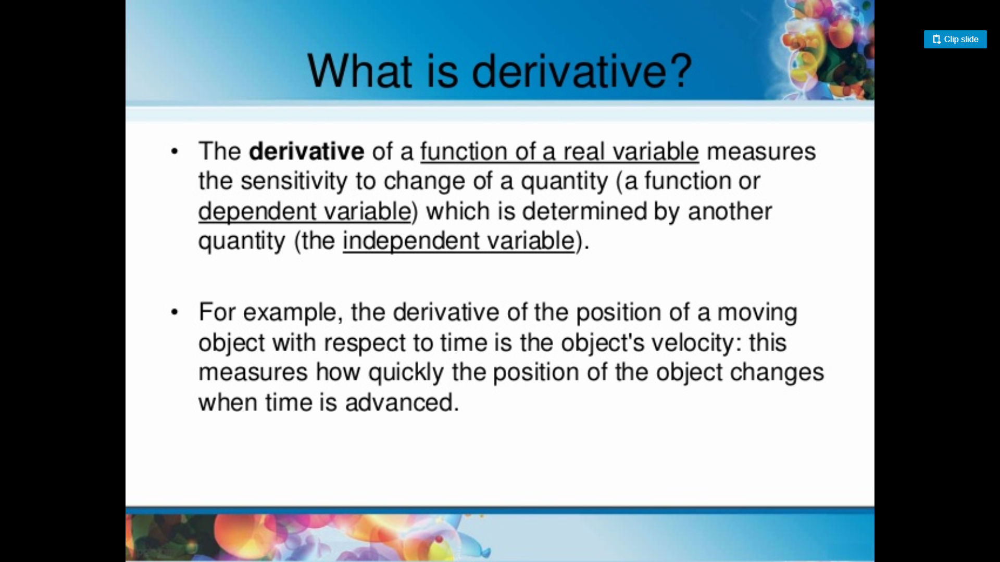 Clip slide
What is derivative?
• The derivative of a function of a real variable measures
the sensitivity to change of a quantity (a function or
dependent variable) which is determined by another
quantity (the independent variable).
• For example, the derivative of the position of a moving
object with respect to time is the object's velocity: this
measures how quickly the position of the object changes
when time is advanced.